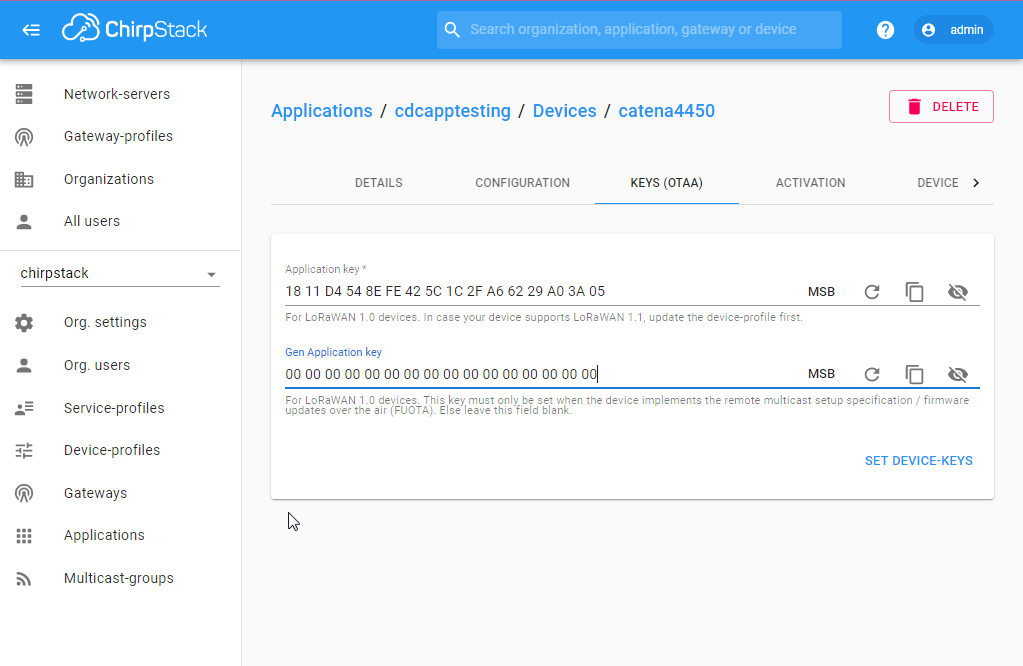 ChirpStack
Search organization, application, gateway or device
?
admin
Network-servers
Gateway-profiles
Organizations
All users
chirpstack
Org. settings
Org. users
Service-profiles
Device-profiles
Gateways
Applications
Multicast-groups
Applications / cdcapptesting / Devices / catena4450
DELETE
DETAILS CONFIGURATION KEYS (OTAA) ACTIVATION DEVICE
Application key *
18 11 D4 54 8E FE 42 5C 1C 2F A6 62 29 A0 3A 05 MSB
For LoRaWAN 1.0 devices. In case your device supports LoRaWAN 1.1, update the device-profile first.
Gen Application key
00 00 00 00 00 00 00 00 00 00 00 00 00 00 00 00 MSB
For LoRaWAN 1.0 devices. This key must only be set when the device implements the remote multicast setup specification / firmware
updates over the air (FUOTA). Else leave this field blank.
SET DEVICE-KEYS